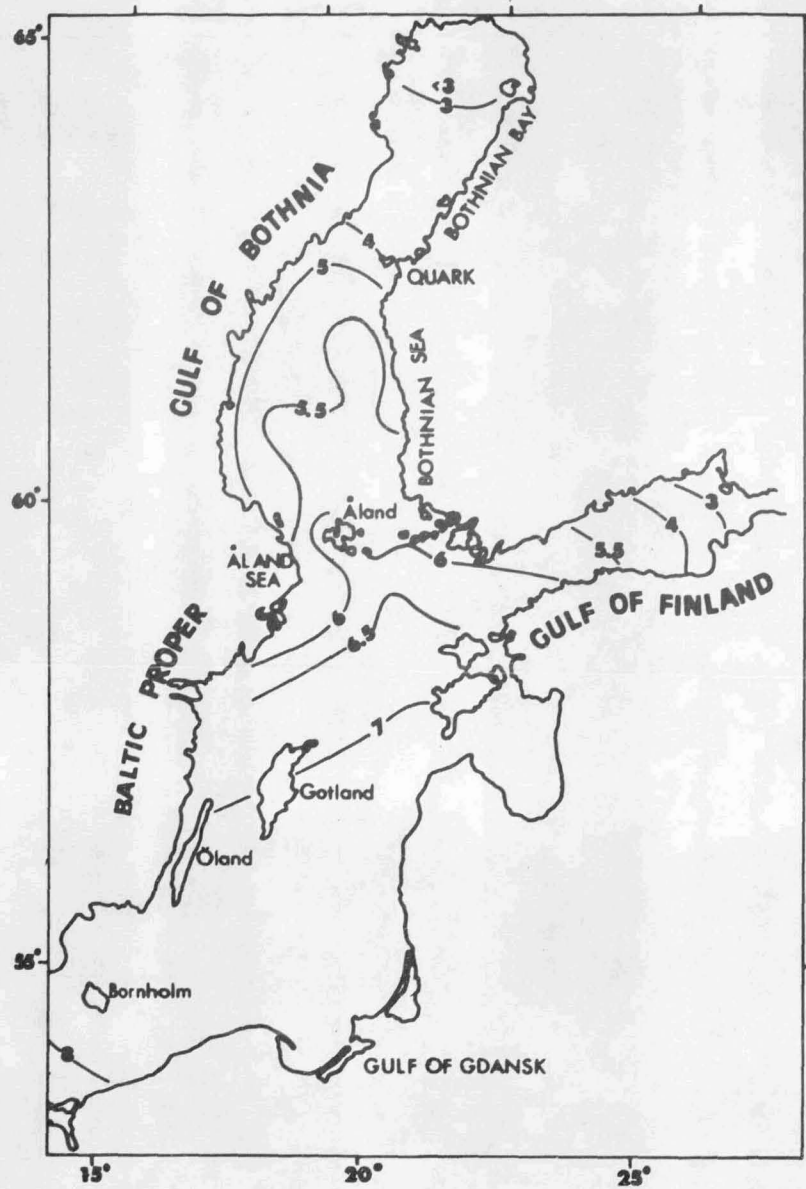 65°
<3
3
BOTHNIAN BAY
GULF OF BOTHNIA
4
5
QUARK
BOTHNIAN SEA
5.5
60°
Åland
3
4
5.5
ÅLAND SEA
6
GULF OF FINLAND
6
6.5
BALTIC PROPER
7
Gotland
Öland
55°
Bornholm
8
GULF OF GDANSK
15°
20°
25°